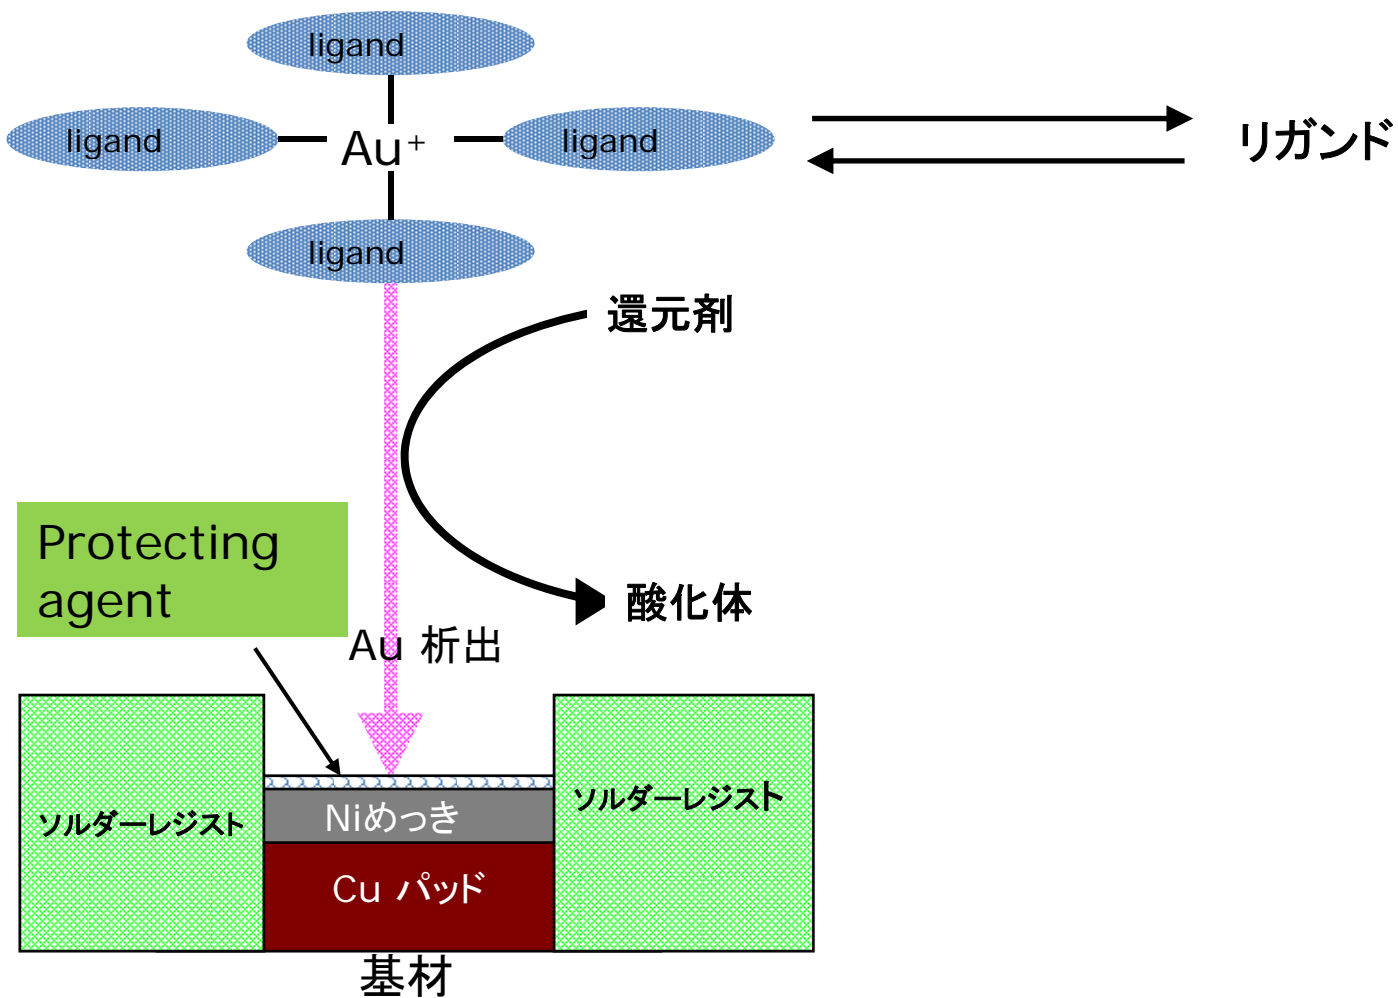 ligand
ligand
Au+
ligand
リガンド
ligand
還元剤
Protecting
agent
酸化体
Au 析出
ソルダーレジスト
Niめっき
ソルダーレジスト
Cu パッド
基材